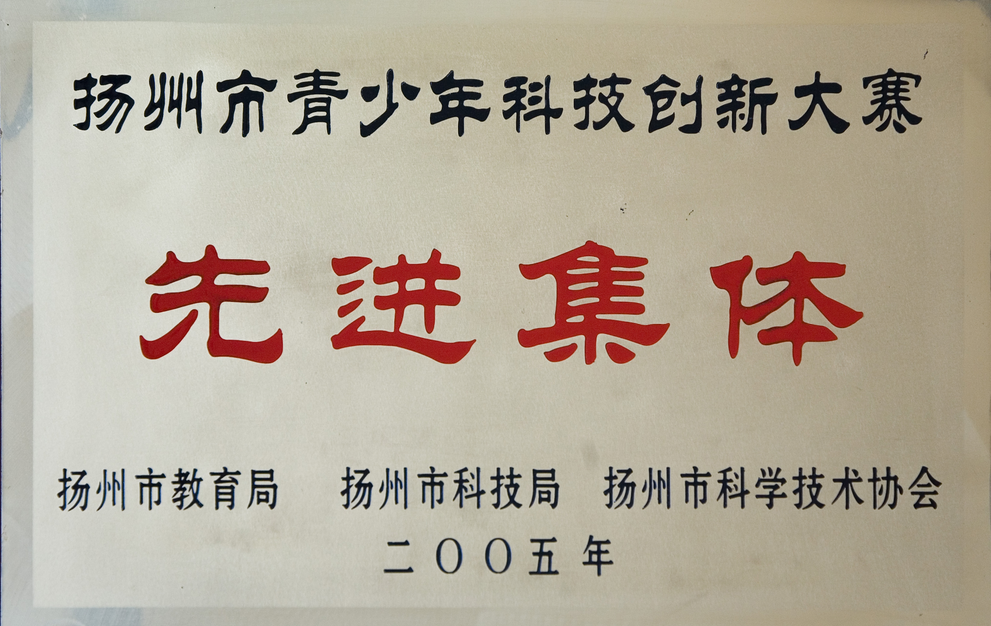 扬州市青少年科技创新大赛
先进集体
扬州市教育局 扬州市科技局 扬州市科学技术协会
二〇〇五年